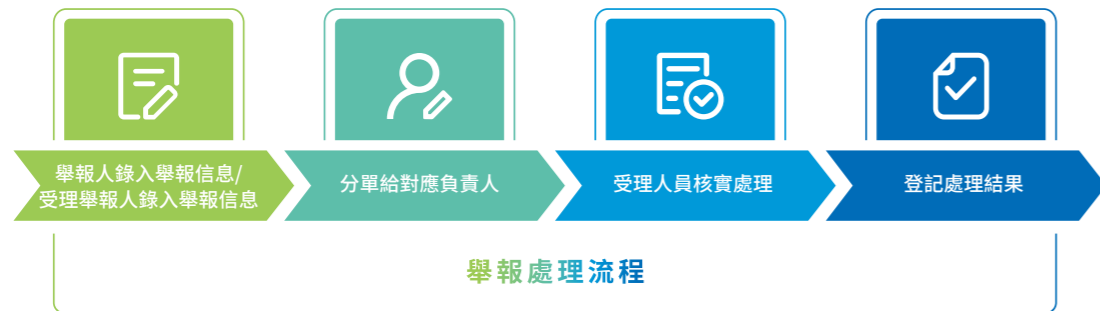 舉報人錄入舉報信息/
受理舉報人錄入舉報信息
分單給對應負責人
受理人員核實處理
登記處理結果
舉報處理流程